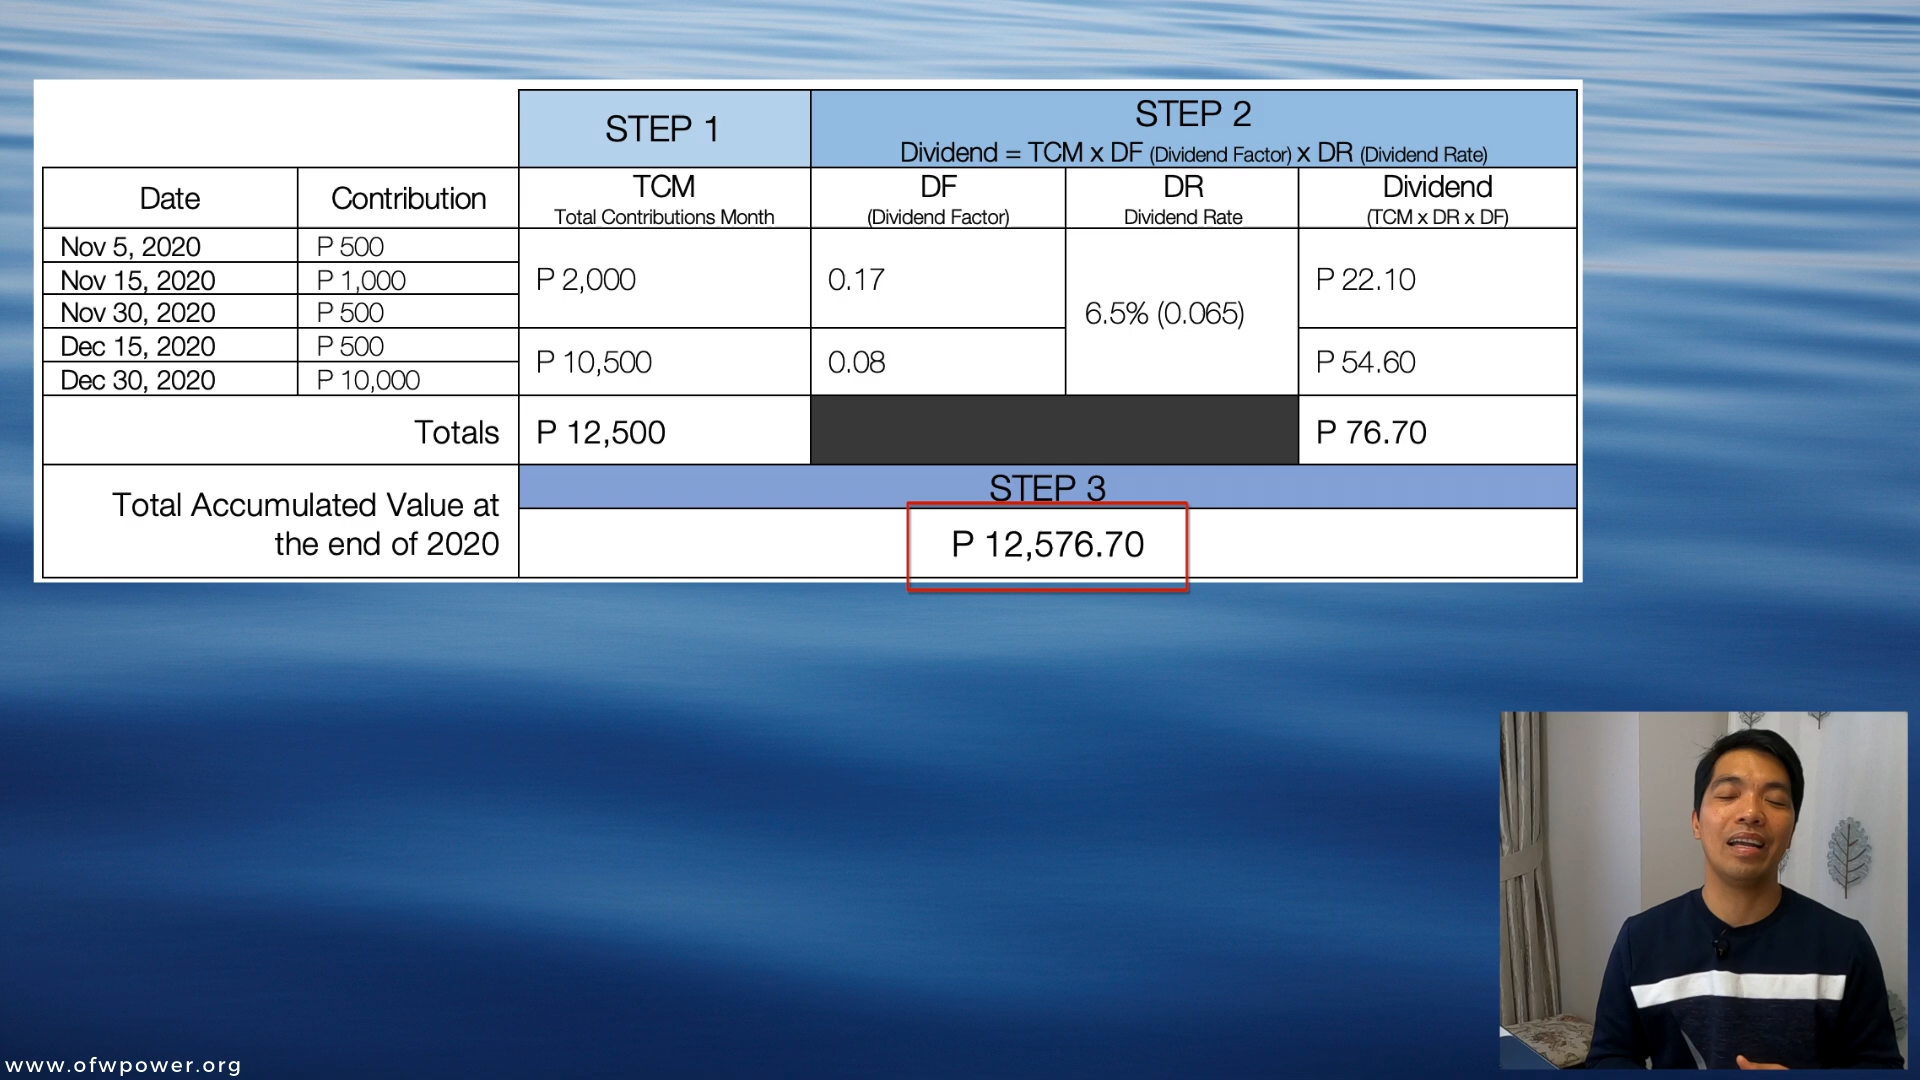 STEP 1
STEP 2
Dividend = TCM x DF (Dividend Factor) x DR (Dividend Rate)
Date
Contribution
TCM
Total Contributions Month
DF
(Dividend Factor)
DR
Dividend Rate
Dividend
(TCM x DR x DF)
Nov 5, 2020
P 500
Nov 15, 2020
P 1,000
Nov 30, 2020
P 500
P 2,000
0.17
6.5% (0.065)
P 22.10
Dec 15, 2020
P 500
Dec 30, 2020
P 10,000
P 10,500
0.08
P 54.60
Totals
P 12,500
P 76.70
Total Accumulated Value at
the end of 2020
STEP 3
P 12,576.70
www.ofwpower.org